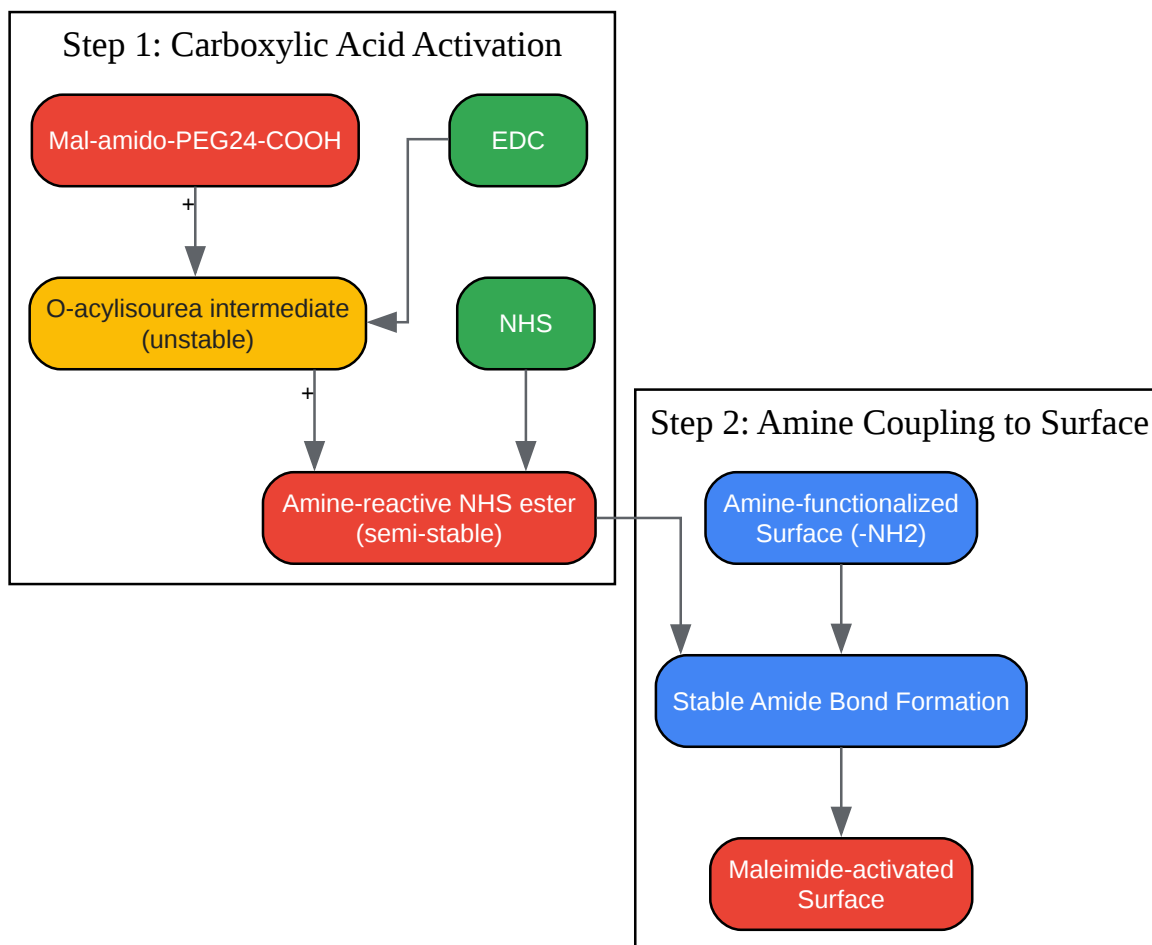 Step 1: Carboxylic Acid Activation
Mal-amido-PEG24-COOH
EDC
+
O-acylisourea intermediate
(unstable)
NHS
+
Amine-reactive NHS ester
(semi-stable)
Step 2: Amine Coupling to Surface
Amine-functionalized
Surface (-NH2)
Stable Amide Bond Formation
Maleimide-activated
Surface